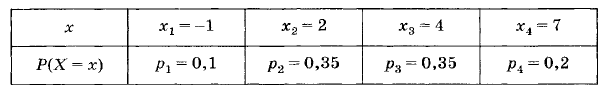 x x₁ = −1 x₂ = 2 x₃ = 4 x₄ = 7
P(X = x) p₁ = 0,1 p₂ = 0,35 p₃ = 0,35 p₄ = 0,2